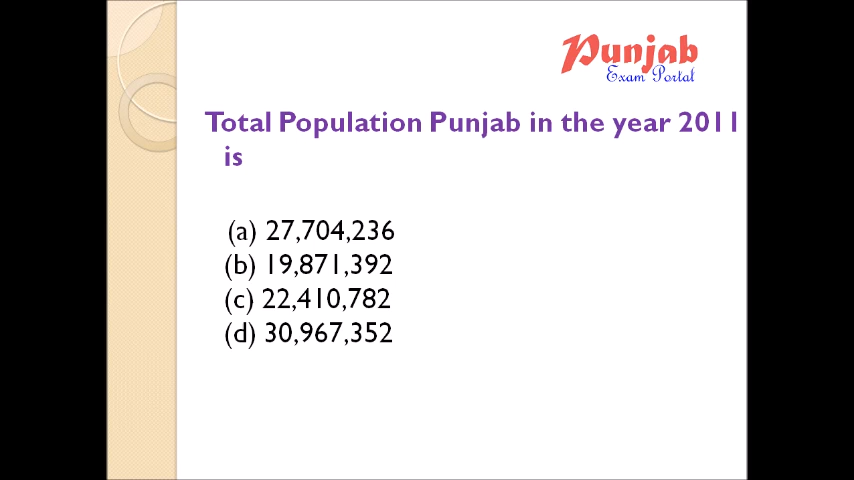 Punjab
Exam Portal
Total Population Punjab in the year 2011
is
(a) 27,704,236
(b) 19,871,392
(c) 22,410,782
(d) 30,967,352